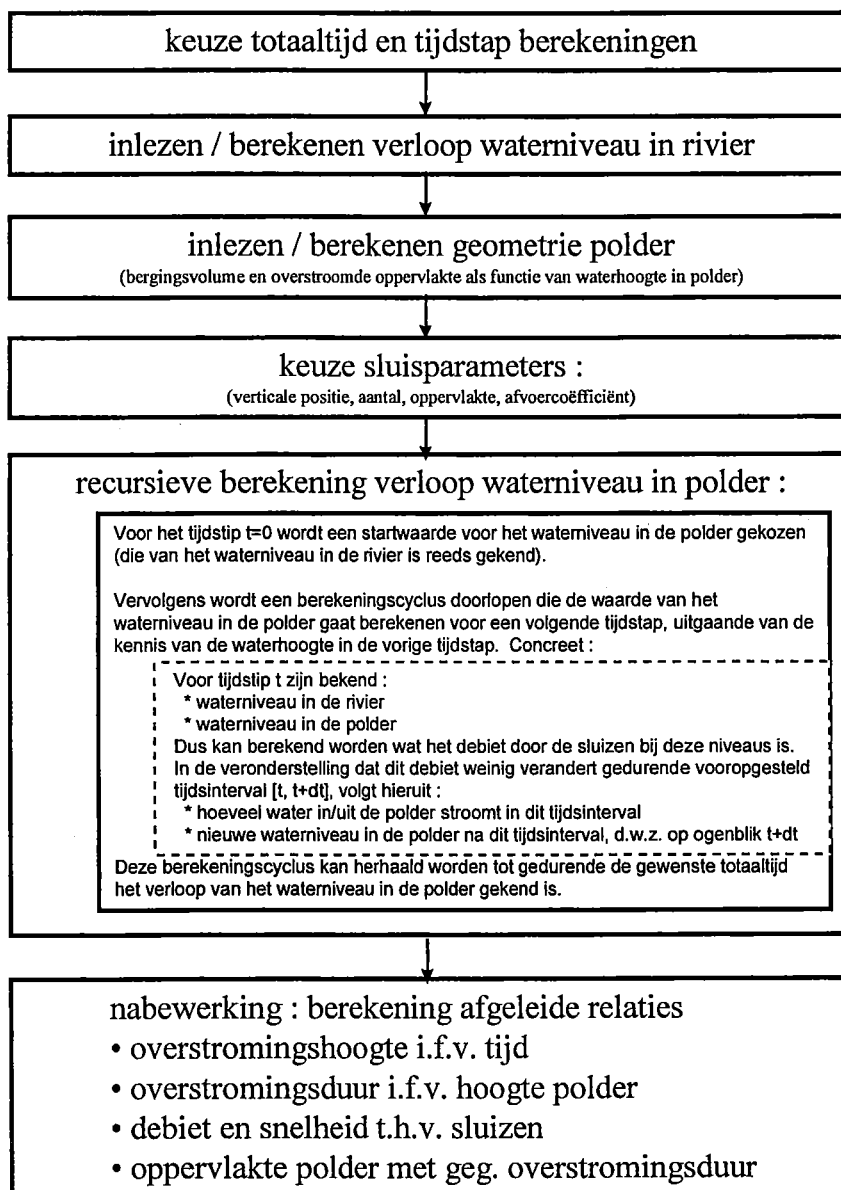 keuze totaaltijd en tijdstap berekeningen
inlezen / berekenen verloop waterniveau in rivier
inlezen / berekenen geometrie polder
(bergingsvolume en overstroomde oppervlakte als functie van waterhoogte in polder)
keuze sluisparameters :
(verticale positie, aantal, oppervlakte, afvoercoëfficiënt)
recursieve berekening verloop waterniveau in polder :
Voor het tijdstip t=0 wordt een startwaarde voor het waterniveau in de polder gekozen
(die van het waterniveau in de rivier is reeds gekend).
Vervolgens wordt een berekeningscyclus doorlopen die de waarde van het
waterniveau in de polder gaat berekenen voor een volgende tijdstap, uitgaande van de
kennis van de waterhoogte in de vorige tijdstap. Concreet :
Voor tijdstip t zijn bekend :
* waterniveau in de rivier
* waterniveau in de polder
Dus kan berekend worden wat het debiet door de sluizen bij deze niveaus is.
In de veronderstelling dat dit debiet weinig verandert gedurende vooropgesteld
tijdsinterval [t, t+dt], volgt hieruit :
* hoeveel water in/uit de polder stroomt in dit tijdsinterval
* nieuwe waterniveau in de polder na dit tijdsinterval, d.w.z. op ogenblik t+dt
Deze berekeningscyclus kan herhaald worden tot gedurende de gewenste totaaltijd
het verloop van het waterniveau in de polder gekend is.
nabewerking : berekening afgeleide relaties
• overstromingshoogte i.f.v. tijd
• overstromingsduur i.f.v. hoogte polder
• debiet en snelheid t.h.v. sluizen
• oppervlakte polder met geg. overstromingsduur